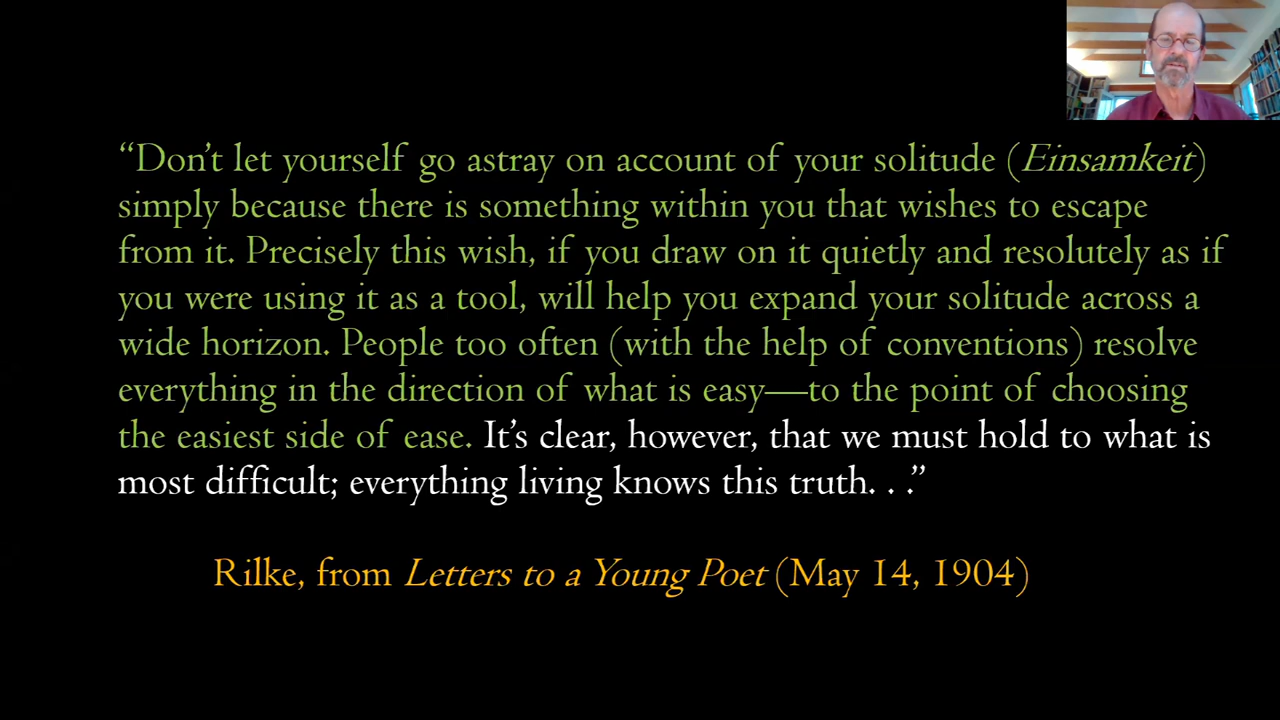 “Don’t let yourself go astray on account of your solitude (Einsamkeit)
simply because there is something within you that wishes to escape
from it. Precisely this wish, if you draw on it quietly and resolutely as if
you were using it as a tool, will help you expand your solitude across a
wide horizon. People too often (with the help of conventions) resolve
everything in the direction of what is easy—to the point of choosing
the easiest side of ease. It’s clear, however, that we must hold to what is
most difficult; everything living knows this truth. . .”
Rilke, from Letters to a Young Poet (May 14, 1904)